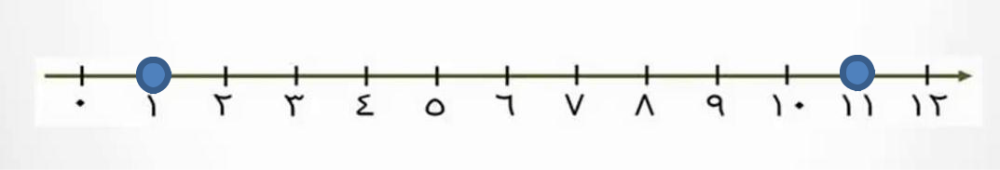 ٠ ١ ٢ ٣ ٤ ٥ ٦ ٧ ٨ ٩ ١٠ ١١ ١٢